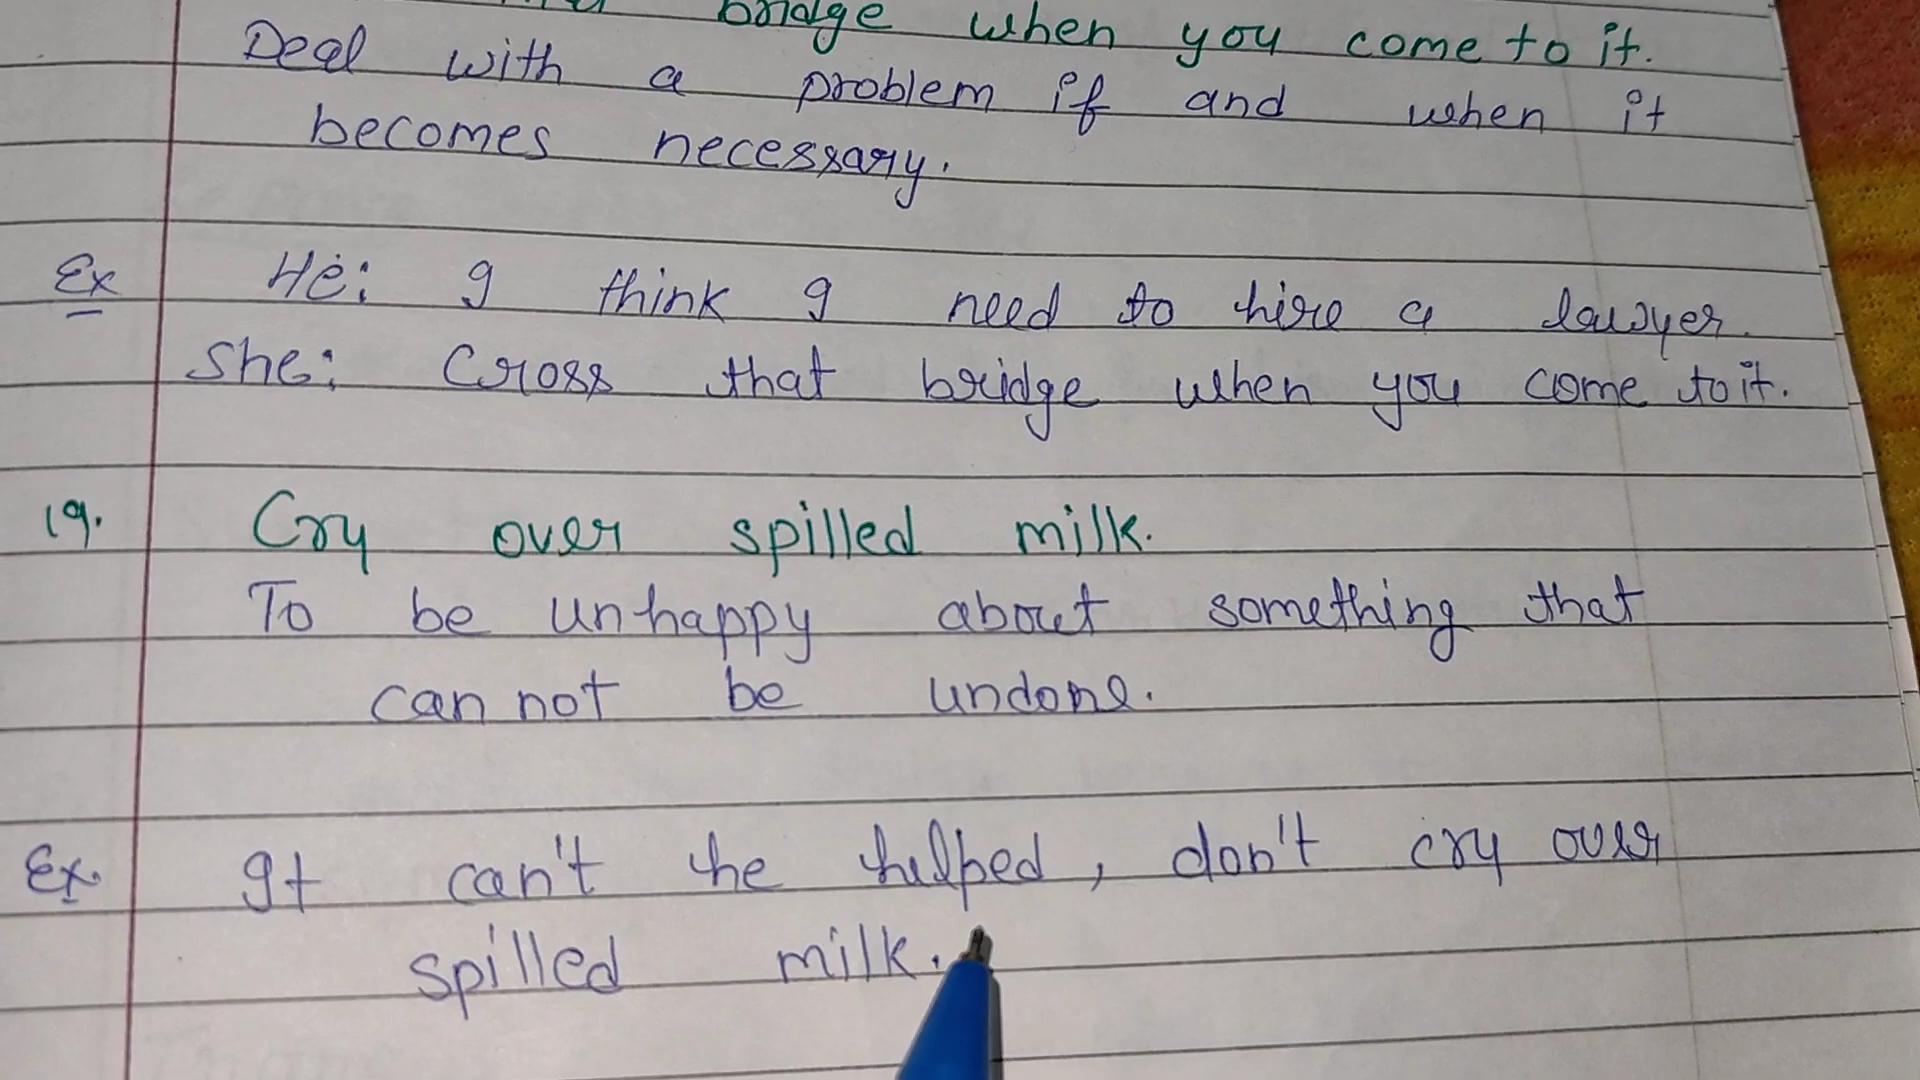 bridge when you come to it.
Deal with a problem if and when it
becomes necessary.
Ex He: I think I need to hire a lawyer.
She: Cross that bridge when you come to it.
19. Cry over spilled milk.
To be unhappy about something that
can not be undone.
Ex. It can't he helped, don't cry over
spilled milk.